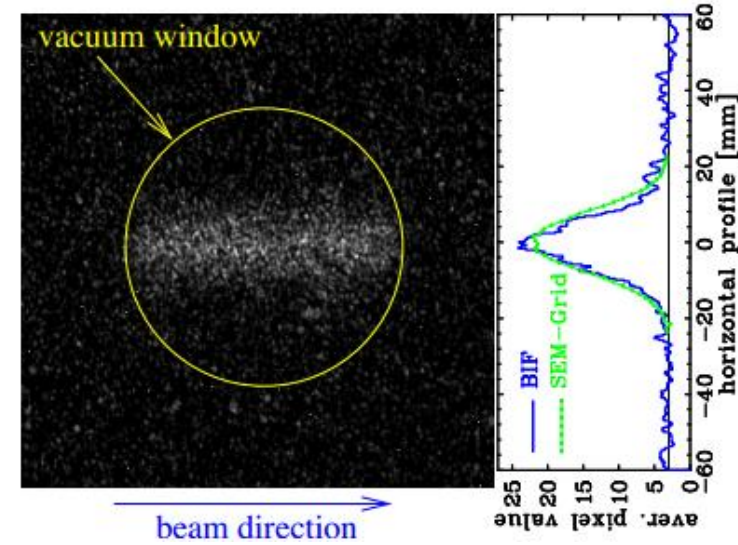 vacuum window
beam direction
BIF
SEM-Grid
25 20 15 10 5 0
aver. pixel value
-60 -40 -20 0 20 40 60
horizontal profile [mm]